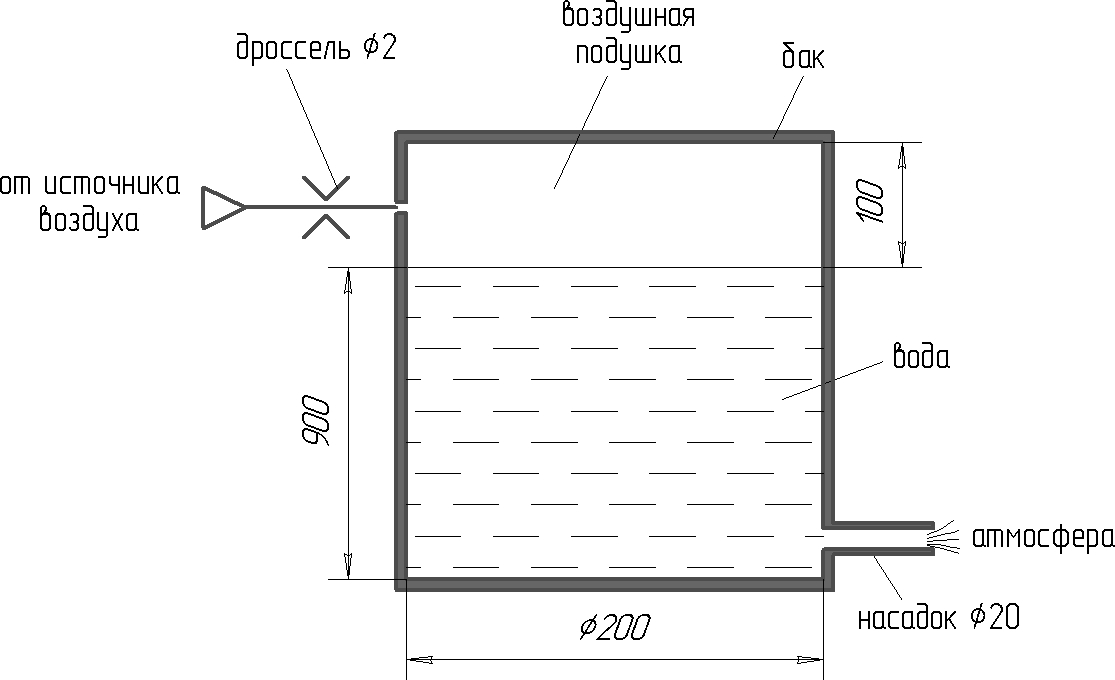 воздушная
подушка
дроссель ϕ2
бак
от источника
воздуха
100
900
вода
атмосфера
насадок ϕ20
ϕ200